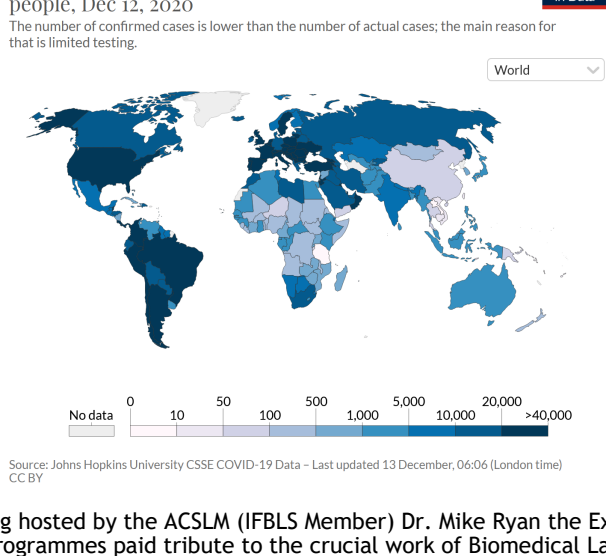 people, Dec 12, 2020
In Data
The number of confirmed cases is lower than the number of actual cases; the main reason for
that is limited testing.
World
0 50 500 5,000 20,000
No data 10 100 1,000 10,000 >40,000
Source: Johns Hopkins University CSSE COVID-19 Data – Last updated 13 December, 06:06 (London time)
CC BY
g hosted by the ACSLM (IFBLS Member) Dr. Mike Ryan the Ex
rogrammes paid tribute to the crucial work of Biomedical La